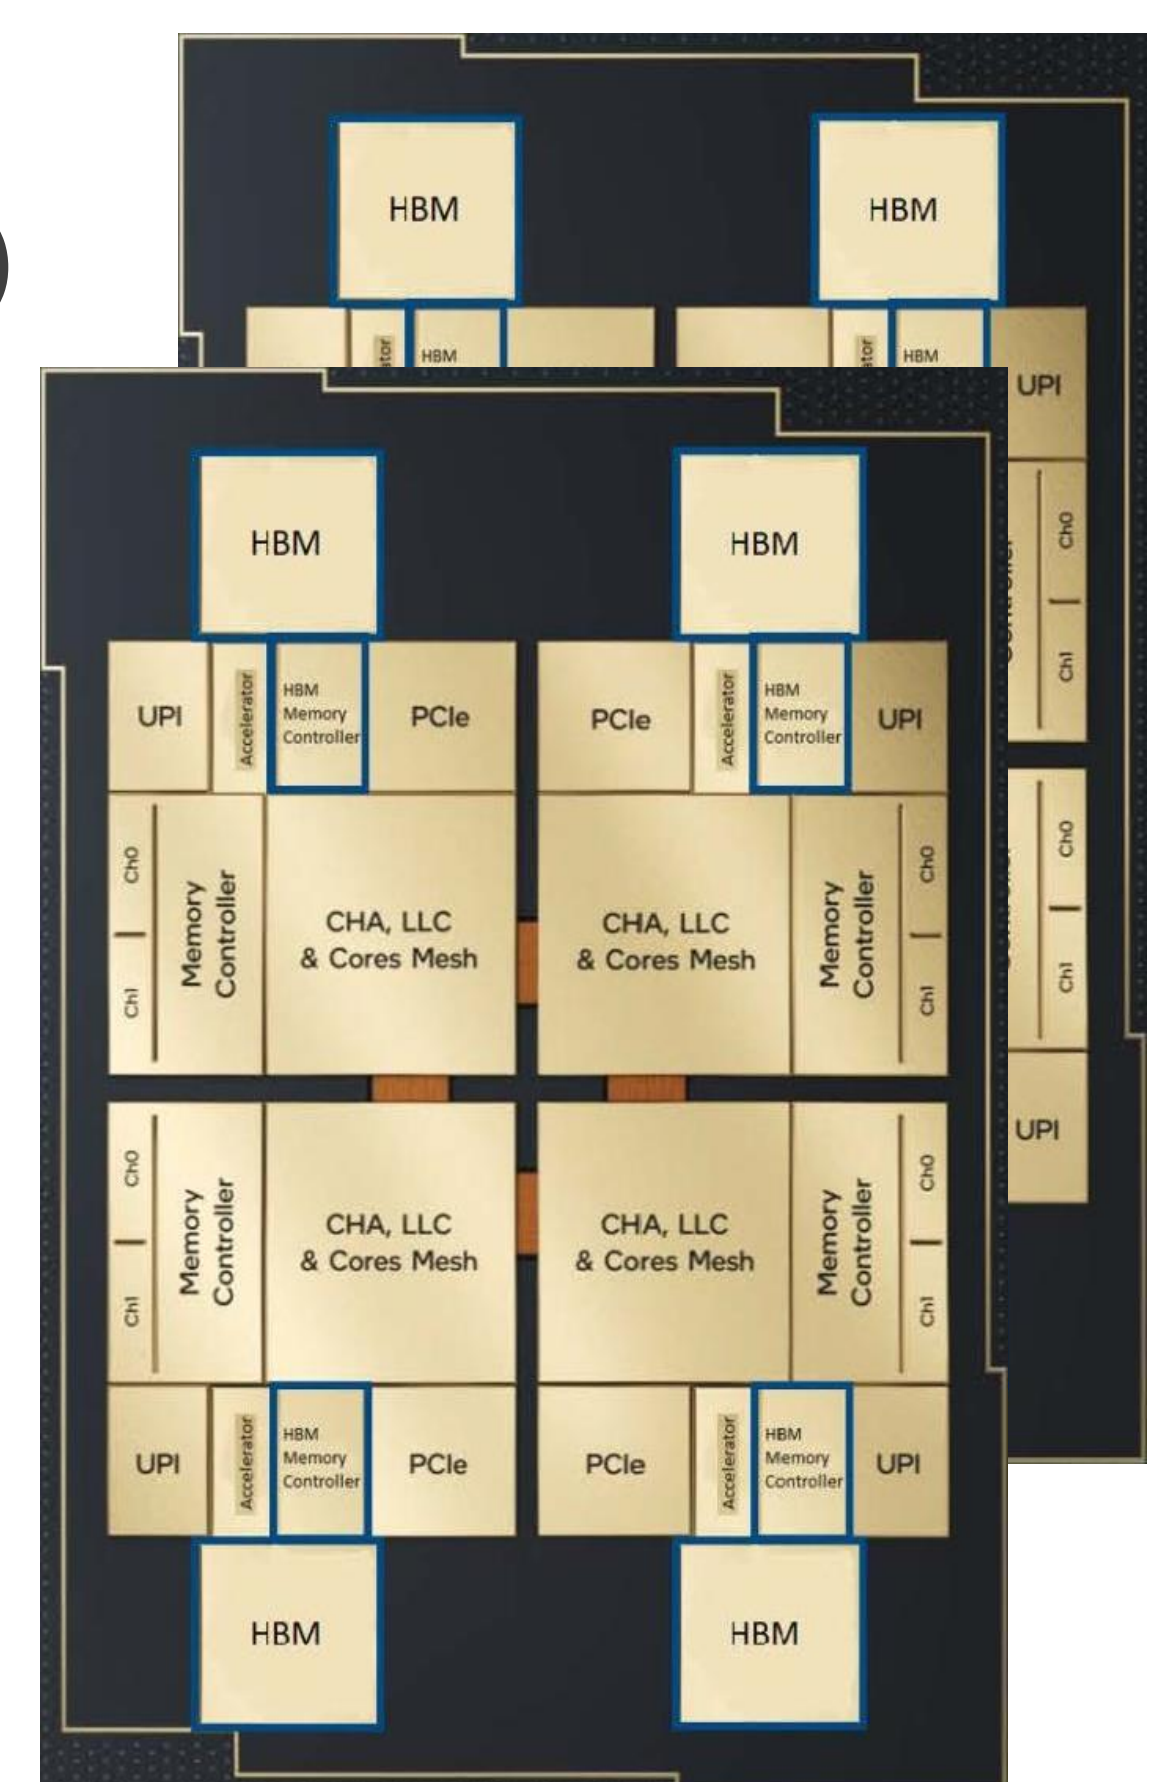 )
HBM
HBM
HBM
HBM
UPI
Ch0
Ch1
Ch0
Ch1
UPI
HBM
HBM
UPI
Accelerator
HBM
Memory
Controller
PCIe
PCIe
Accelerator
HBM
Memory
Controller
UPI
Ch0
Ch1
Memory
Controller
CHA, LLC
& Cores Mesh
CHA, LLC
& Cores Mesh
Memory
Controller
Ch0
Ch1
Ch0
Ch1
Memory
Controller
CHA, LLC
& Cores Mesh
CHA, LLC
& Cores Mesh
Memory
Controller
Ch0
Ch1
UPI
Accelerator
HBM
Memory
Controller
PCIe
PCIe
Accelerator
HBM
Memory
Controller
UPI
HBM
HBM